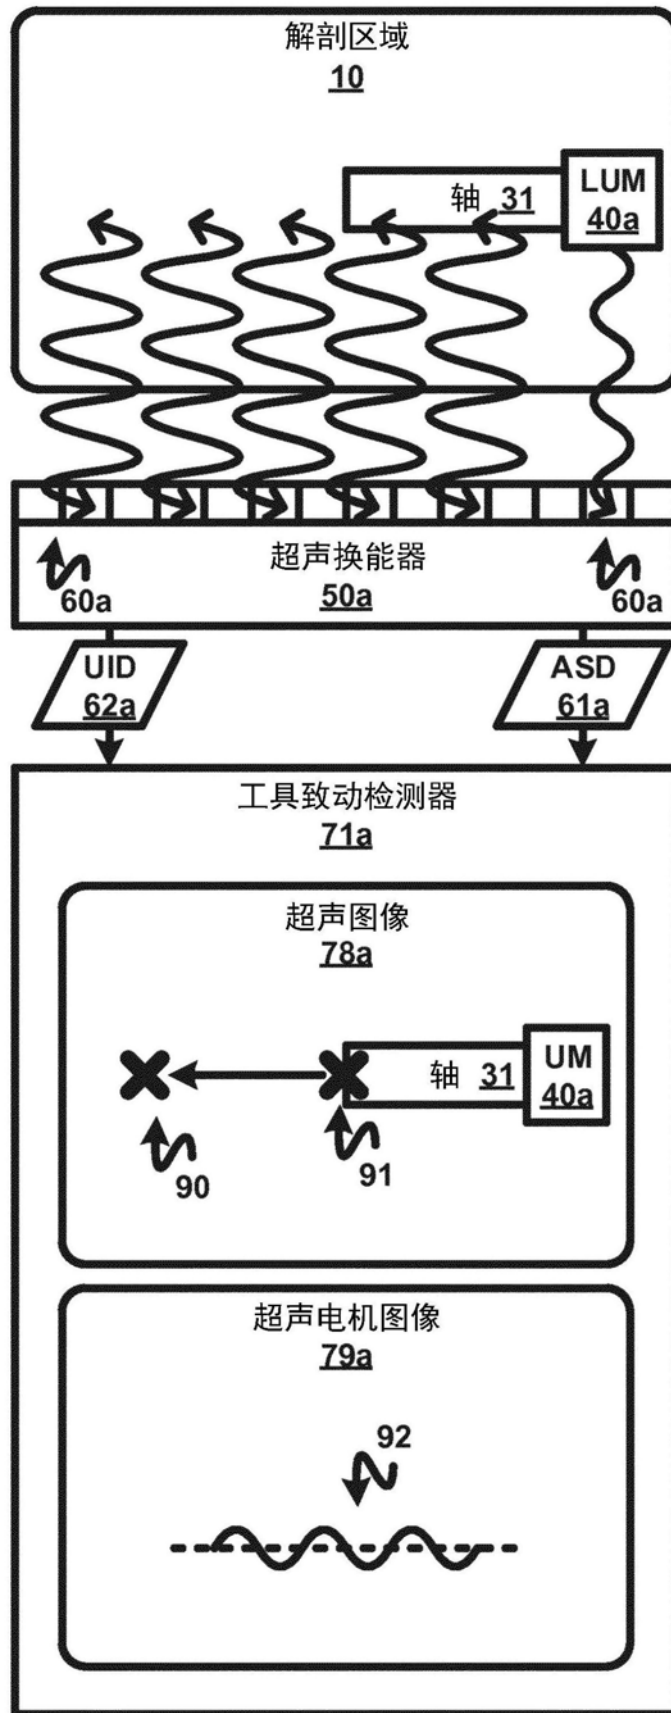 解剖区域
10
轴 31
LUM
40a
超声换能器
50a
60a
60a
UID
62a
ASD
61a
工具致动检测器
71a
超声图像
78a
轴 31
UM
40a
90
91
超声电机图像
79a
92